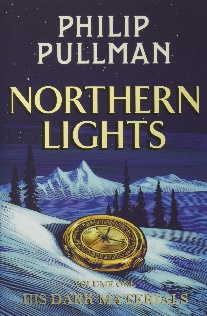 PHILIP
PULLMAN
NORTHERN
LIGHTS
VOLUME ONE
HIS DARK MATERIALS